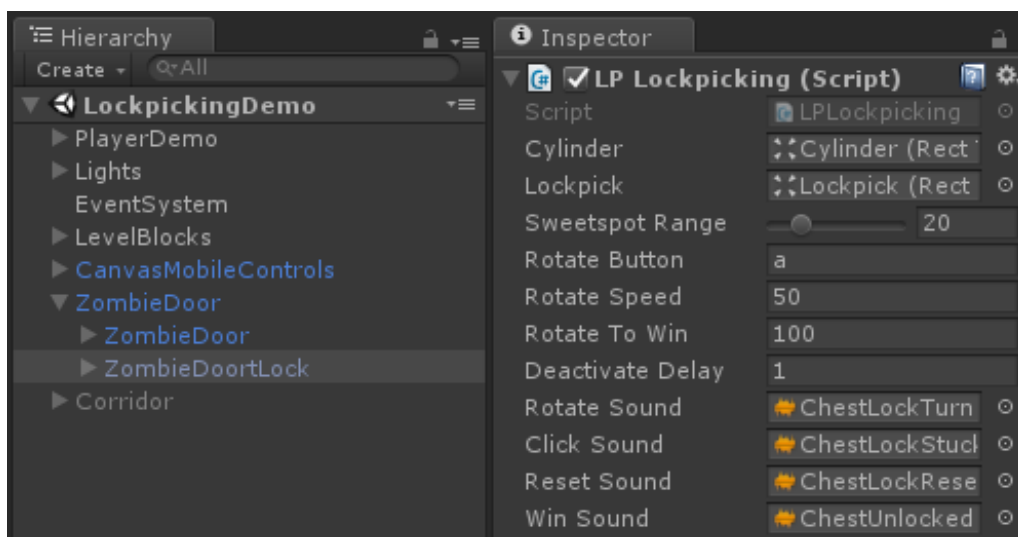 Hierarchy
Create
All
LockpickingDemo
PlayerDemo
Lights
EventSystem
LevelBlocks
CanvasMobileControls
ZombieDoor
ZombieDoor
ZombieDoortLock
Corridor
Inspector
LP Lockpicking (Script)
Script LPLockpicking
Cylinder Cylinder (Rect
Lockpick Lockpick (Rect
Sweetspot Range 20
Rotate Button a
Rotate Speed 50
Rotate To Win 100
Deactivate Delay 1
Rotate Sound ChestLockTurn
Click Sound ChestLockStuck
Reset Sound ChestLockRese
Win Sound ChestUnlocked